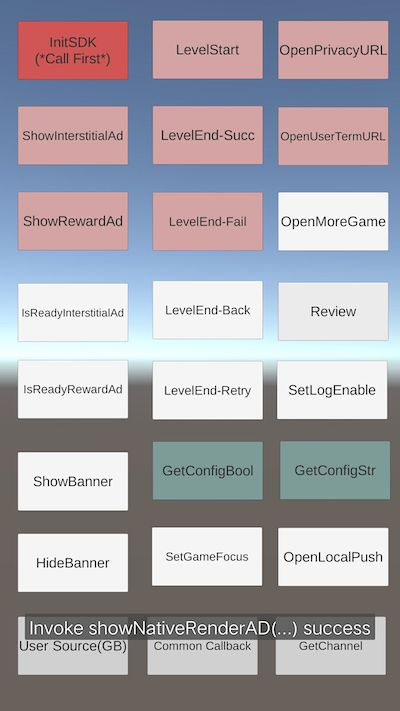 InitSDK
(*Call First*)
LevelStart
OpenPrivacyURL
ShowInterstitialAd
LevelEnd-Succ
OpenUserTermURL
ShowRewardAd
LevelEnd-Fail
OpenMoreGame
IsReadyInterstitialAd
LevelEnd-Back
Review
IsReadyRewardAd
LevelEnd-Retry
SetLogEnable
ShowBanner
GetConfigBool
GetConfigStr
HideBanner
SetGameFocus
OpenLocalPush
Invoke showNativeRenderAD(...) success
User Source(GB)
Common Callback
GetChannel